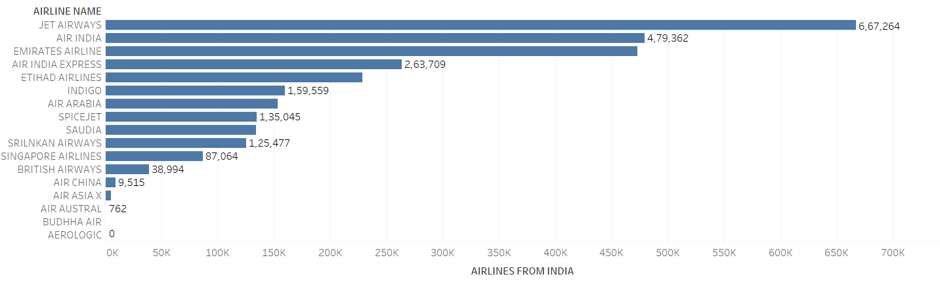 AIRLINE NAME
JET AIRWAYS 6,67,264
AIR INDIA 4,79,362
EMIRATES AIRLINE
AIR INDIA EXPRESS 2,63,709
ETIHAD AIRLINES
INDIGO 1,59,559
AIR ARABIA
SPICEJET 1,35,045
SAUDIA
SRILNKAN AIRWAYS 1,25,477
SINGAPORE AIRLINES 87,064
BRITISH AIRWAYS 38,994
AIR CHINA 9,515
AIR ASIA X
AIR AUSTRAL 762
BUDHHA AIR
AEROLOGIC 0
0K 50K 100K 150K 200K 250K 300K 350K 400K 450K 500K 550K 600K 650K 700K
AIRLINES FROM INDIA